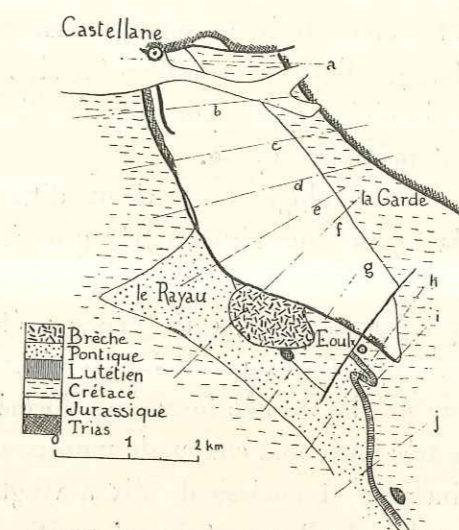 Castellane
a
b
c
d
la Garde
e
f
g
h
i
le Rayau
Eoulx
j
Brèche
Pontique
Lutétien
Crétacé
Jurassique
Trias
0 1 2 km